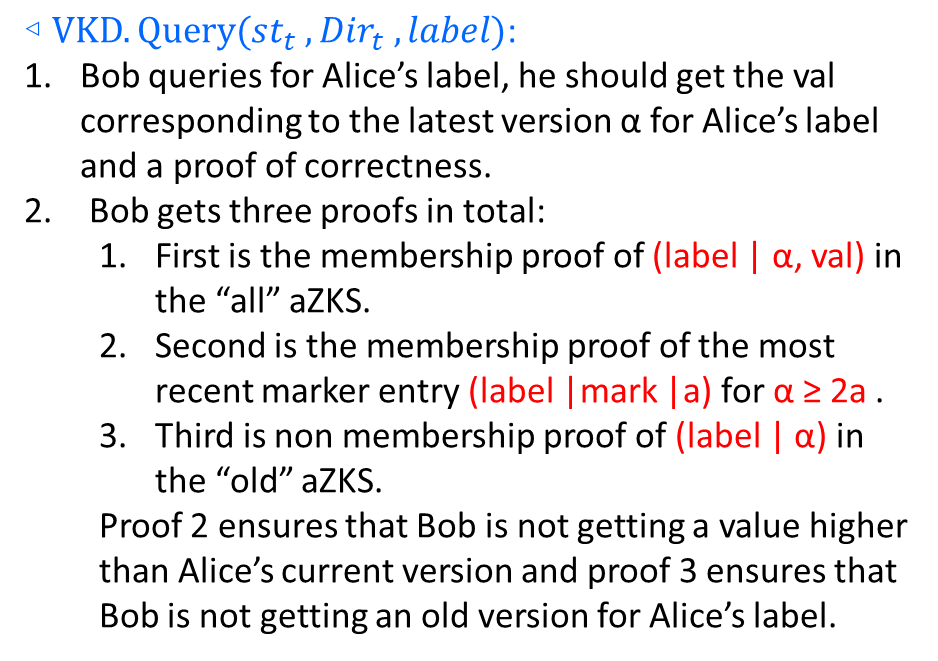 ◃ VKD. Query(st_t , Dir_t , label):
1. Bob queries for Alice’s label, he should get the val
corresponding to the latest version α for Alice’s label
and a proof of correctness.
2. Bob gets three proofs in total:
1. First is the membership proof of (label | α, val) in
the “all” aZKS.
2. Second is the membership proof of the most
recent marker entry (label |mark |a) for α ≥ 2a .
3. Third is non membership proof of (label | α) in
the “old” aZKS.
Proof 2 ensures that Bob is not getting a value higher
than Alice’s current version and proof 3 ensures that
Bob is not getting an old version for Alice’s label.